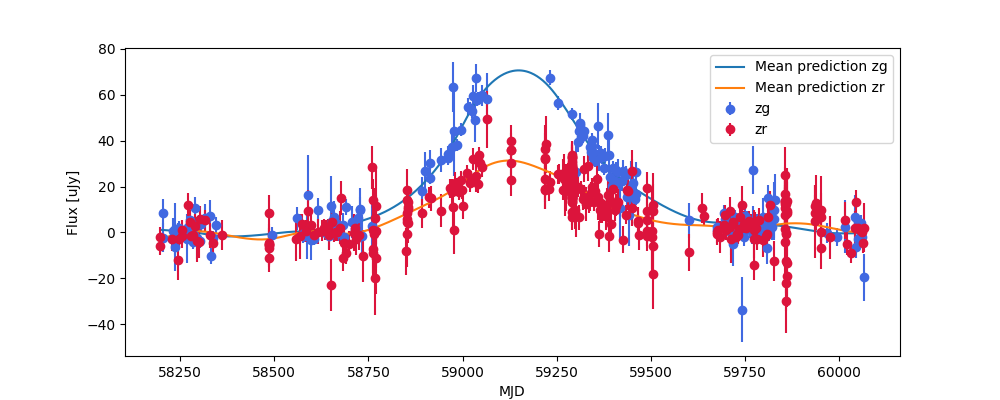 80
60
40
20
0
−20
−40
Flux [uJy]
58250
58500
58750
59000
59250
59500
59750
60000
MJD
Mean prediction zg
Mean prediction zr
zg
zr